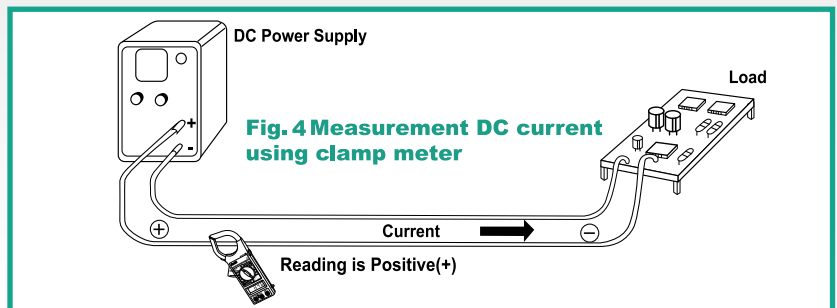 DC Power Supply
Load
+
-
Fig. 4 Measurement DC current
using clamp meter
+ Current −
Reading is Positive(+)